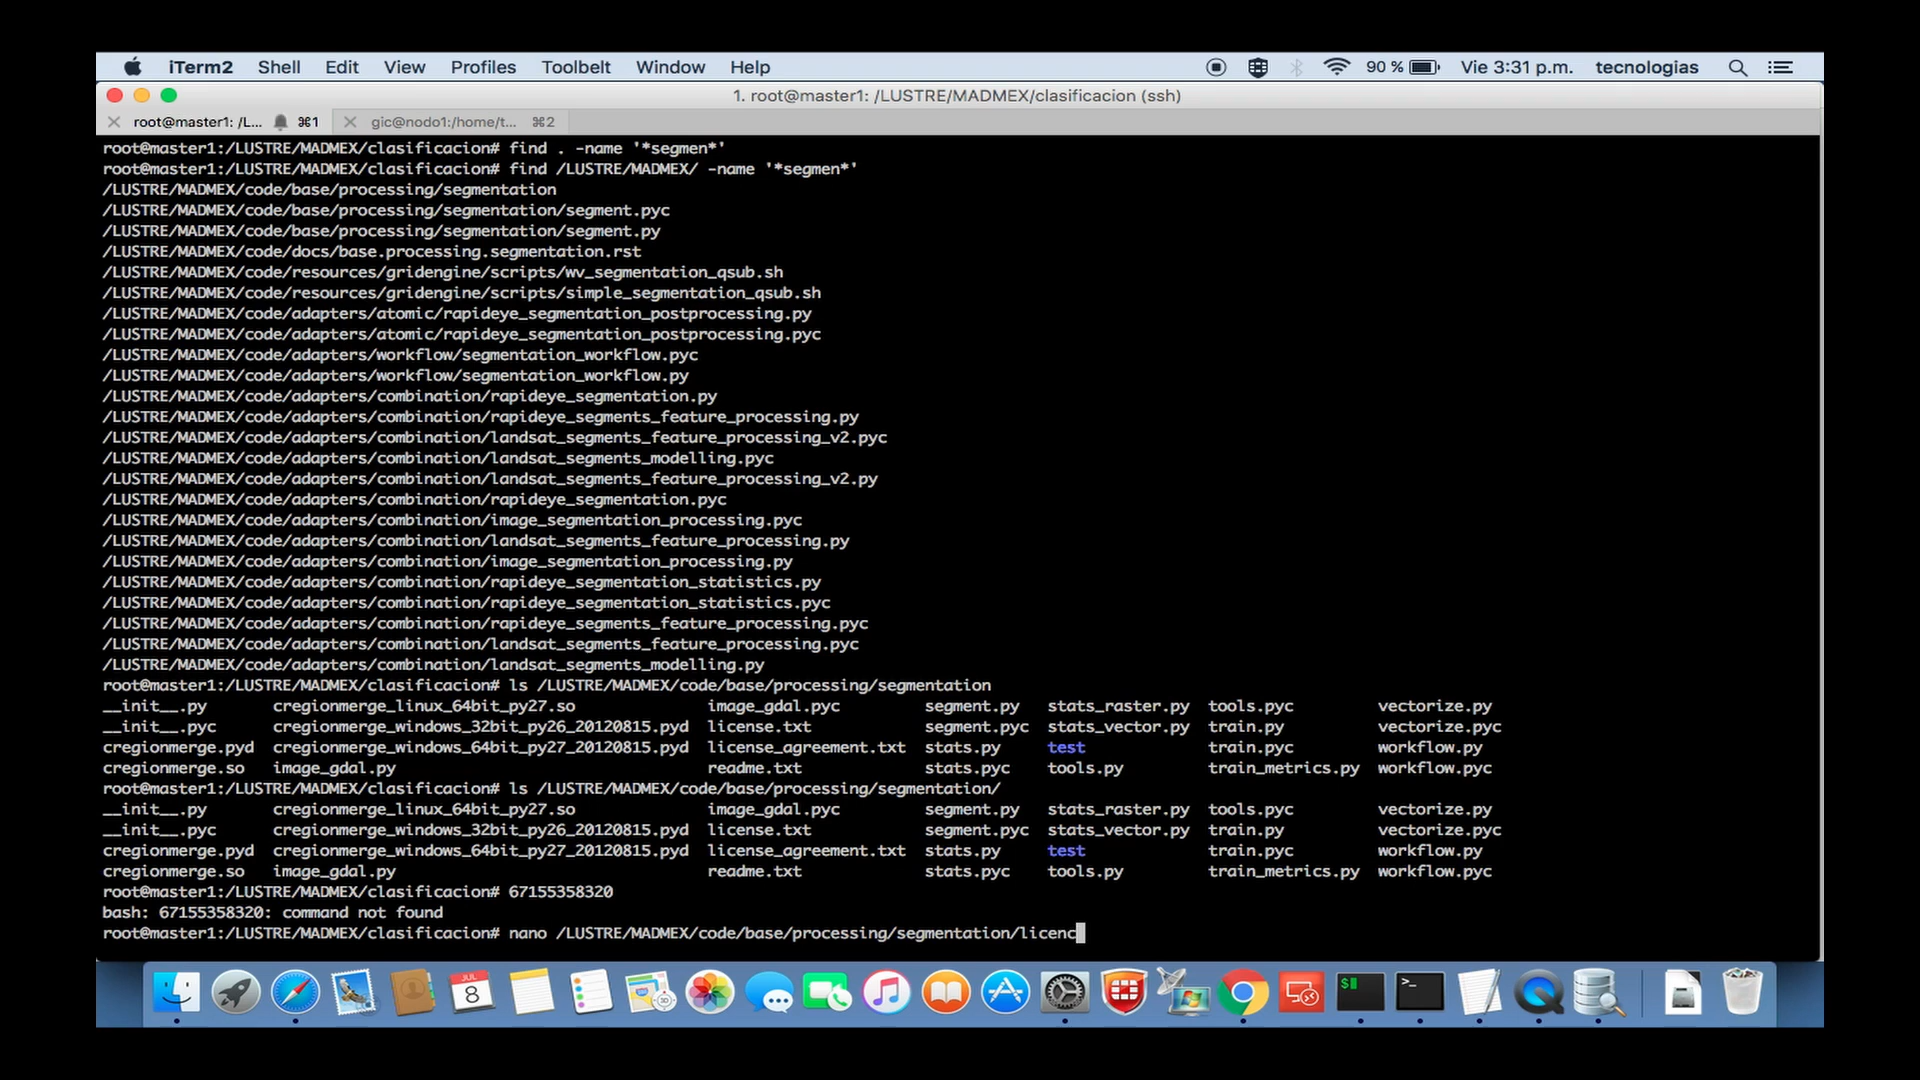 iTerm2 Shell Edit View Profiles Toolbelt Window Help 90 % Vie 3:31 p.m. tecnologias
1. root@master1: /LUSTRE/MADMEX/clasificacion (ssh)
root@master1: /L... ⌘1 gic@nodo1:/home/t... ⌘2
root@master1:/LUSTRE/MADMEX/clasificacion# find . -name '*segmen*'
root@master1:/LUSTRE/MADMEX/clasificacion# find /LUSTRE/MADMEX/ -name '*segmen*'
/LUSTRE/MADMEX/code/base/processing/segmentation
/LUSTRE/MADMEX/code/base/processing/segmentation/segment.pyc
/LUSTRE/MADMEX/code/base/processing/segmentation/segment.py
/LUSTRE/MADMEX/code/docs/base.processing.segmentation.rst
/LUSTRE/MADMEX/code/resources/gridengine/scripts/wv_segmentation_qsub.sh
/LUSTRE/MADMEX/code/resources/gridengine/scripts/simple_segmentation_qsub.sh
/LUSTRE/MADMEX/code/adapters/atomic/rapideye_segmentation_postprocessing.py
/LUSTRE/MADMEX/code/adapters/atomic/rapideye_segmentation_postprocessing.pyc
/LUSTRE/MADMEX/code/adapters/workflow/segmentation_workflow.pyc
/LUSTRE/MADMEX/code/adapters/workflow/segmentation_workflow.py
/LUSTRE/MADMEX/code/adapters/combination/rapideye_segmentation.py
/LUSTRE/MADMEX/code/adapters/combination/rapideye_segments_feature_processing.py
/LUSTRE/MADMEX/code/adapters/combination/landsat_segments_feature_processing_v2.pyc
/LUSTRE/MADMEX/code/adapters/combination/landsat_segments_modelling.pyc
/LUSTRE/MADMEX/code/adapters/combination/landsat_segments_feature_processing_v2.py
/LUSTRE/MADMEX/code/adapters/combination/rapideye_segmentation.pyc
/LUSTRE/MADMEX/code/adapters/combination/image_segmentation_processing.pyc
/LUSTRE/MADMEX/code/adapters/combination/landsat_segments_feature_processing.py
/LUSTRE/MADMEX/code/adapters/combination/image_segmentation_processing.py
/LUSTRE/MADMEX/code/adapters/combination/rapideye_segmentation_statistics.py
/LUSTRE/MADMEX/code/adapters/combination/rapideye_segmentation_statistics.pyc
/LUSTRE/MADMEX/code/adapters/combination/rapideye_segments_feature_processing.pyc
/LUSTRE/MADMEX/code/adapters/combination/landsat_segments_feature_processing.pyc
/LUSTRE/MADMEX/code/adapters/combination/landsat_segments_modelling.py
root@master1:/LUSTRE/MADMEX/clasificacion# ls /LUSTRE/MADMEX/code/base/processing/segmentation
__init__.py cregionmerge_linux_64bit_py27.so image_gdal.pyc segment.py stats_raster.py tools.pyc vectorize.py
__init__.pyc cregionmerge_windows_32bit_py26_20120815.pyd license.txt segment.pyc stats_vector.py train.py vectorize.pyc
cregionmerge.pyd cregionmerge_windows_64bit_py27_20120815.pyd license_agreement.txt stats.py test train.pyc workflow.py
cregionmerge.so image_gdal.py readme.txt stats.pyc tools.py train_metrics.py workflow.pyc
root@master1:/LUSTRE/MADMEX/clasificacion# ls /LUSTRE/MADMEX/code/base/processing/segmentation/
__init__.py cregionmerge_linux_64bit_py27.so image_gdal.pyc segment.py stats_raster.py tools.pyc vectorize.py
__init__.pyc cregionmerge_windows_32bit_py26_20120815.pyd license.txt segment.pyc stats_vector.py train.py vectorize.pyc
cregionmerge.pyd cregionmerge_windows_64bit_py27_20120815.pyd license_agreement.txt stats.py test train.pyc workflow.py
cregionmerge.so image_gdal.py readme.txt stats.pyc tools.py train_metrics.py workflow.pyc
root@master1:/LUSTRE/MADMEX/clasificacion# 67155358320
bash: 67155358320: command not found
root@master1:/LUSTRE/MADMEX/clasificacion# nano /LUSTRE/MADMEX/code/base/processing/segmentation/licenc
JUL
8